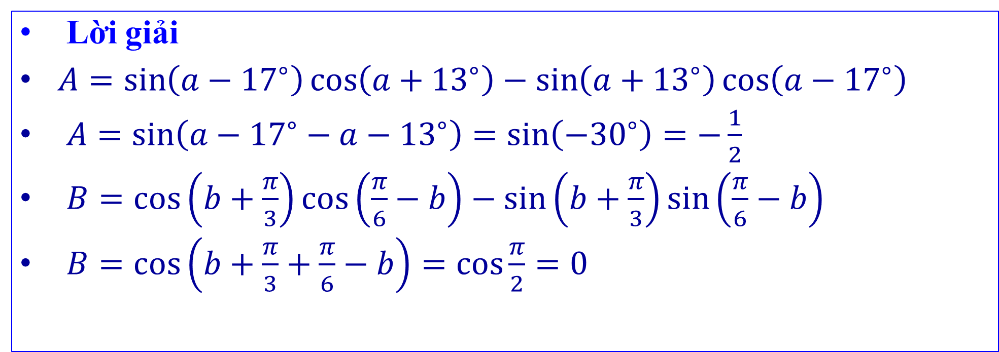 • Lời giải
• A = sin(a − 17°) cos(a + 13°) − sin(a + 13°) cos(a − 17°)
• A = sin(a − 17° − a − 13°) = sin(−30°) = −1/2
• B = cos(b + π/3) cos(π/6 − b) − sin(b + π/3) sin(π/6 − b)
• B = cos(b + π/3 + π/6 − b) = cos π/2 = 0